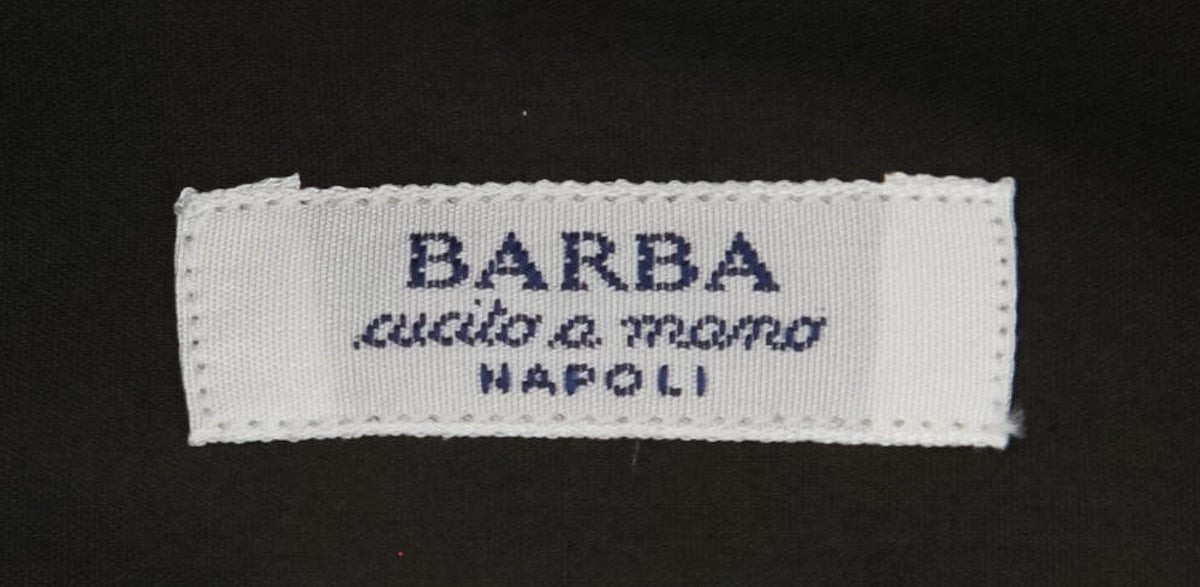 BARBA
cucito a mano
NAPOLI